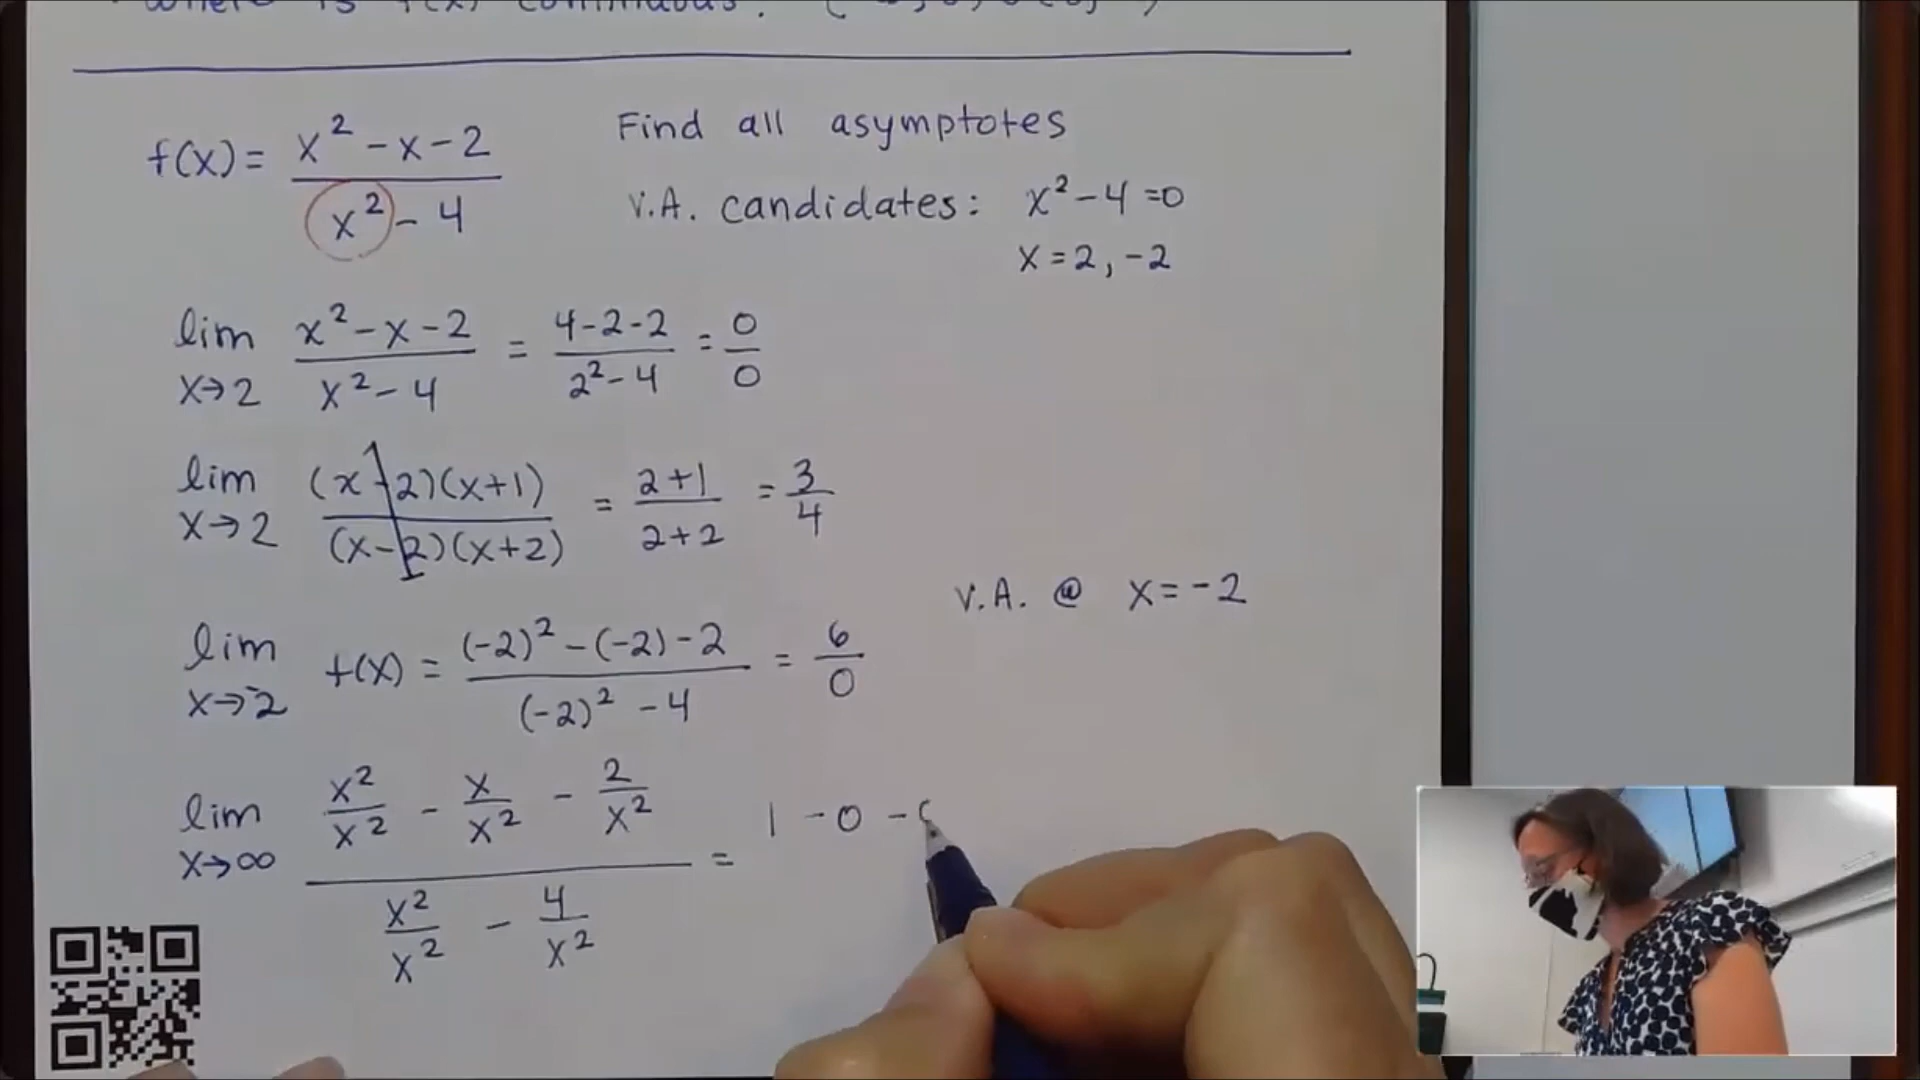 f(x) = (x² - x - 2) / (x² - 4)
Find all asymptotes
V.A. candidates: x² - 4 = 0
x = 2, -2
lim x→2 (x² - x - 2) / (x² - 4) = (4 - 2 - 2) / (2² - 4) = 0/0
lim x→2 (x - 2)(x + 1) / (x - 2)(x + 2) = (2 + 1) / (2 + 2) = 3/4
V.A. @ x = -2
lim x→-2 f(x) = ((-2)² - (-2) - 2) / ((-2)² - 4) = 6/0
lim x→∞ (x²/x² - x/x² - 2/x²) / (x²/x² - 4/x²) = 1 - 0 -